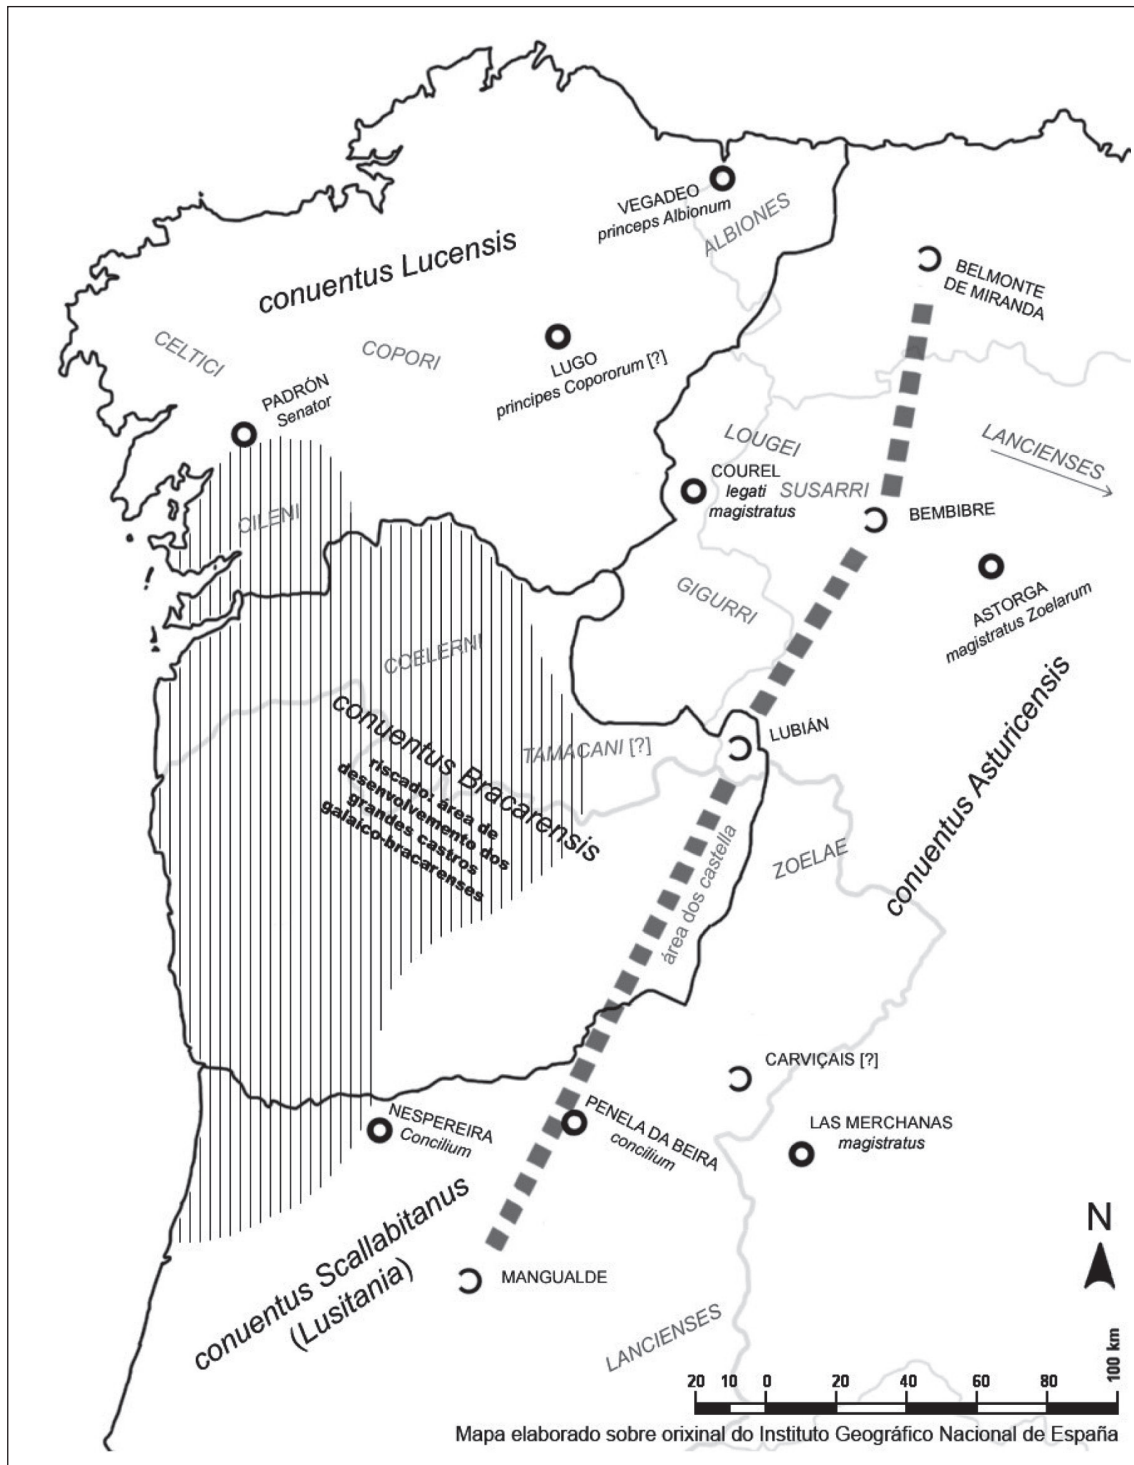 VEGADEO
princeps Albionum
ALBIONES
conuentus Lucensis
BELMONTE
DE MIRANDA
CELTICI
COPORI
LUGO
principes Copororum [?]
PADRÓN
Senator
LOUGEI
LANCIENSES
COUREL
legati
magistratus
SUSARRI
BEMBIBRE
CILENI
GIGURRI
ASTORGA
magistratus Zoelarum
COELERNI
conuentus Bracarensis
TAMACANI [?]
LUBIÁN
riscado: área de
desenvolvemento dos
grandes castros
galaico-bracarenses
conuentus Asturicensis
ZOELAE
área dos castella
CARVIÇAIS [?]
NESPEREIRA
Concilium
PENELA DA BEIRA
concilium
LAS MERCHANAS
magistratus
conuentus Scallabitanus
(Lusitania)
MANGUALDE
N
LANCIENSES
20 10 0 40 60 80 100 km
Mapa elaborado sobre orixinal do Instituto Geográfico Nacional de España